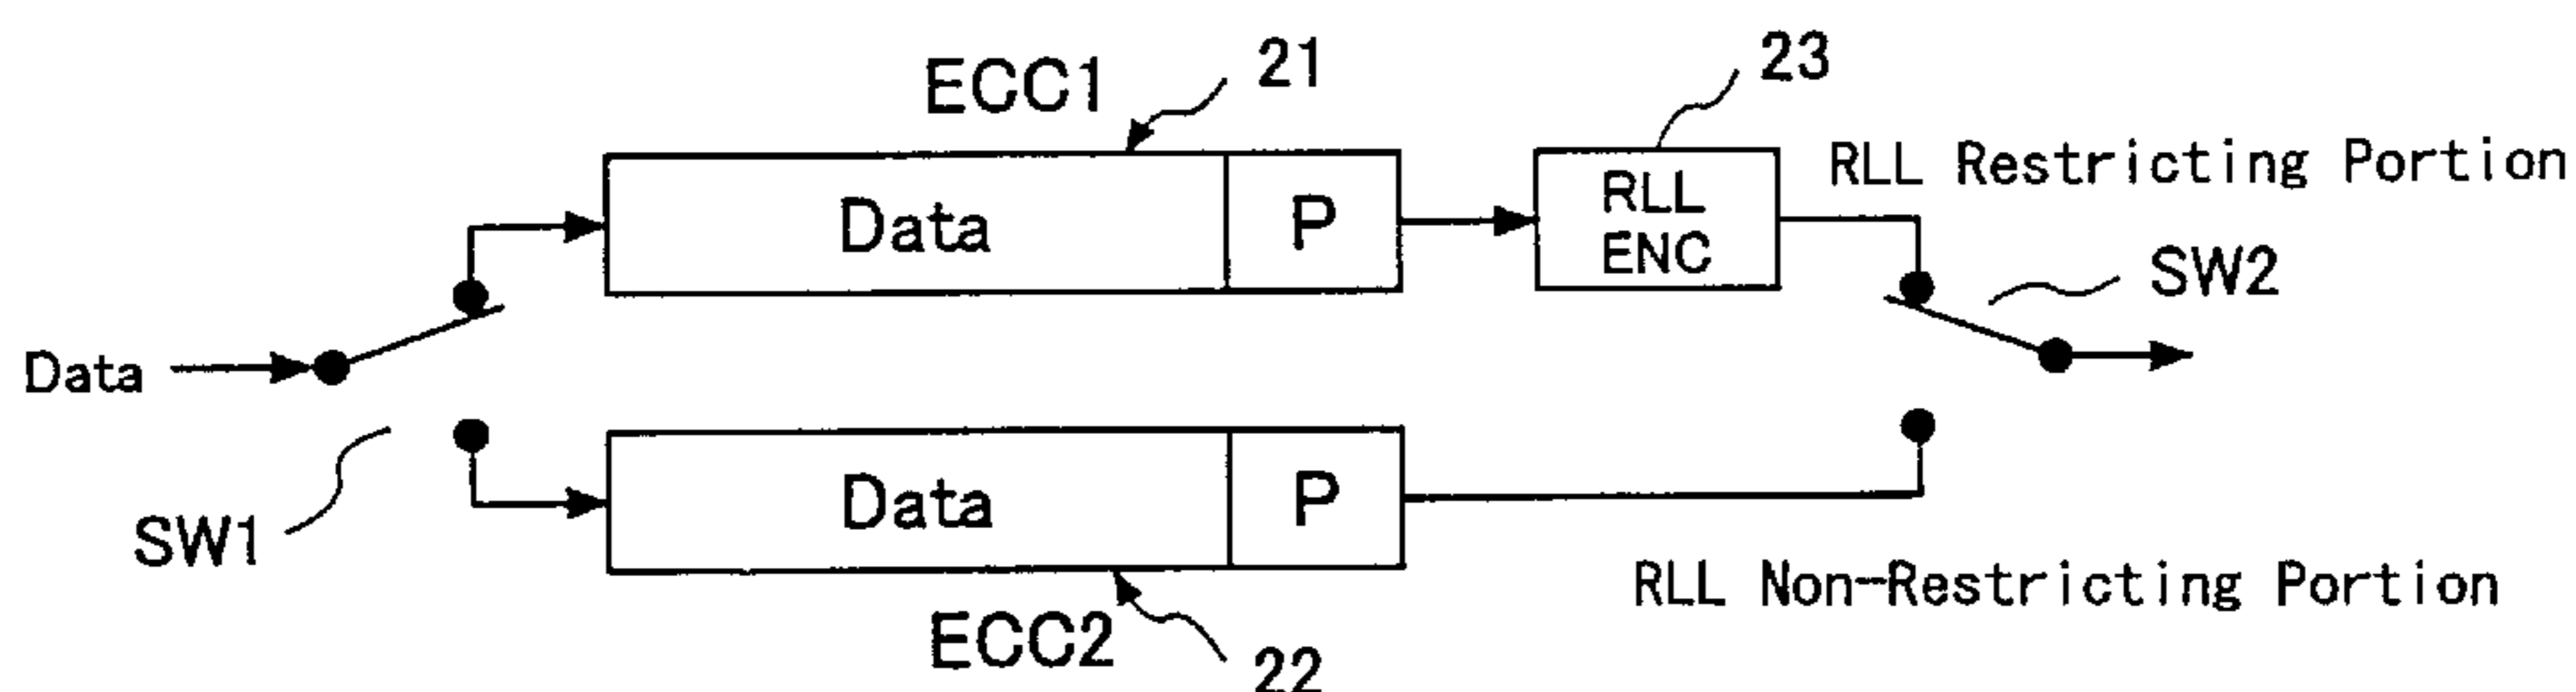 ECC1
21
23
Data
P
RLL
ENC
RLL Restricting Portion
SW2
Data
SW1
Data
P
ECC2
22
RLL Non-Restricting Portion